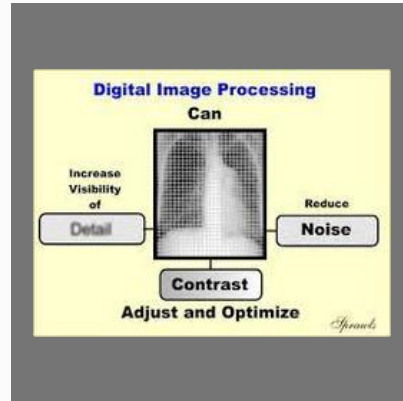 Digital Image Processing
Can
Increase
Visibility
of
Detail
Reduce
Noise
Contrast
Adjust and Optimize
Sprawls